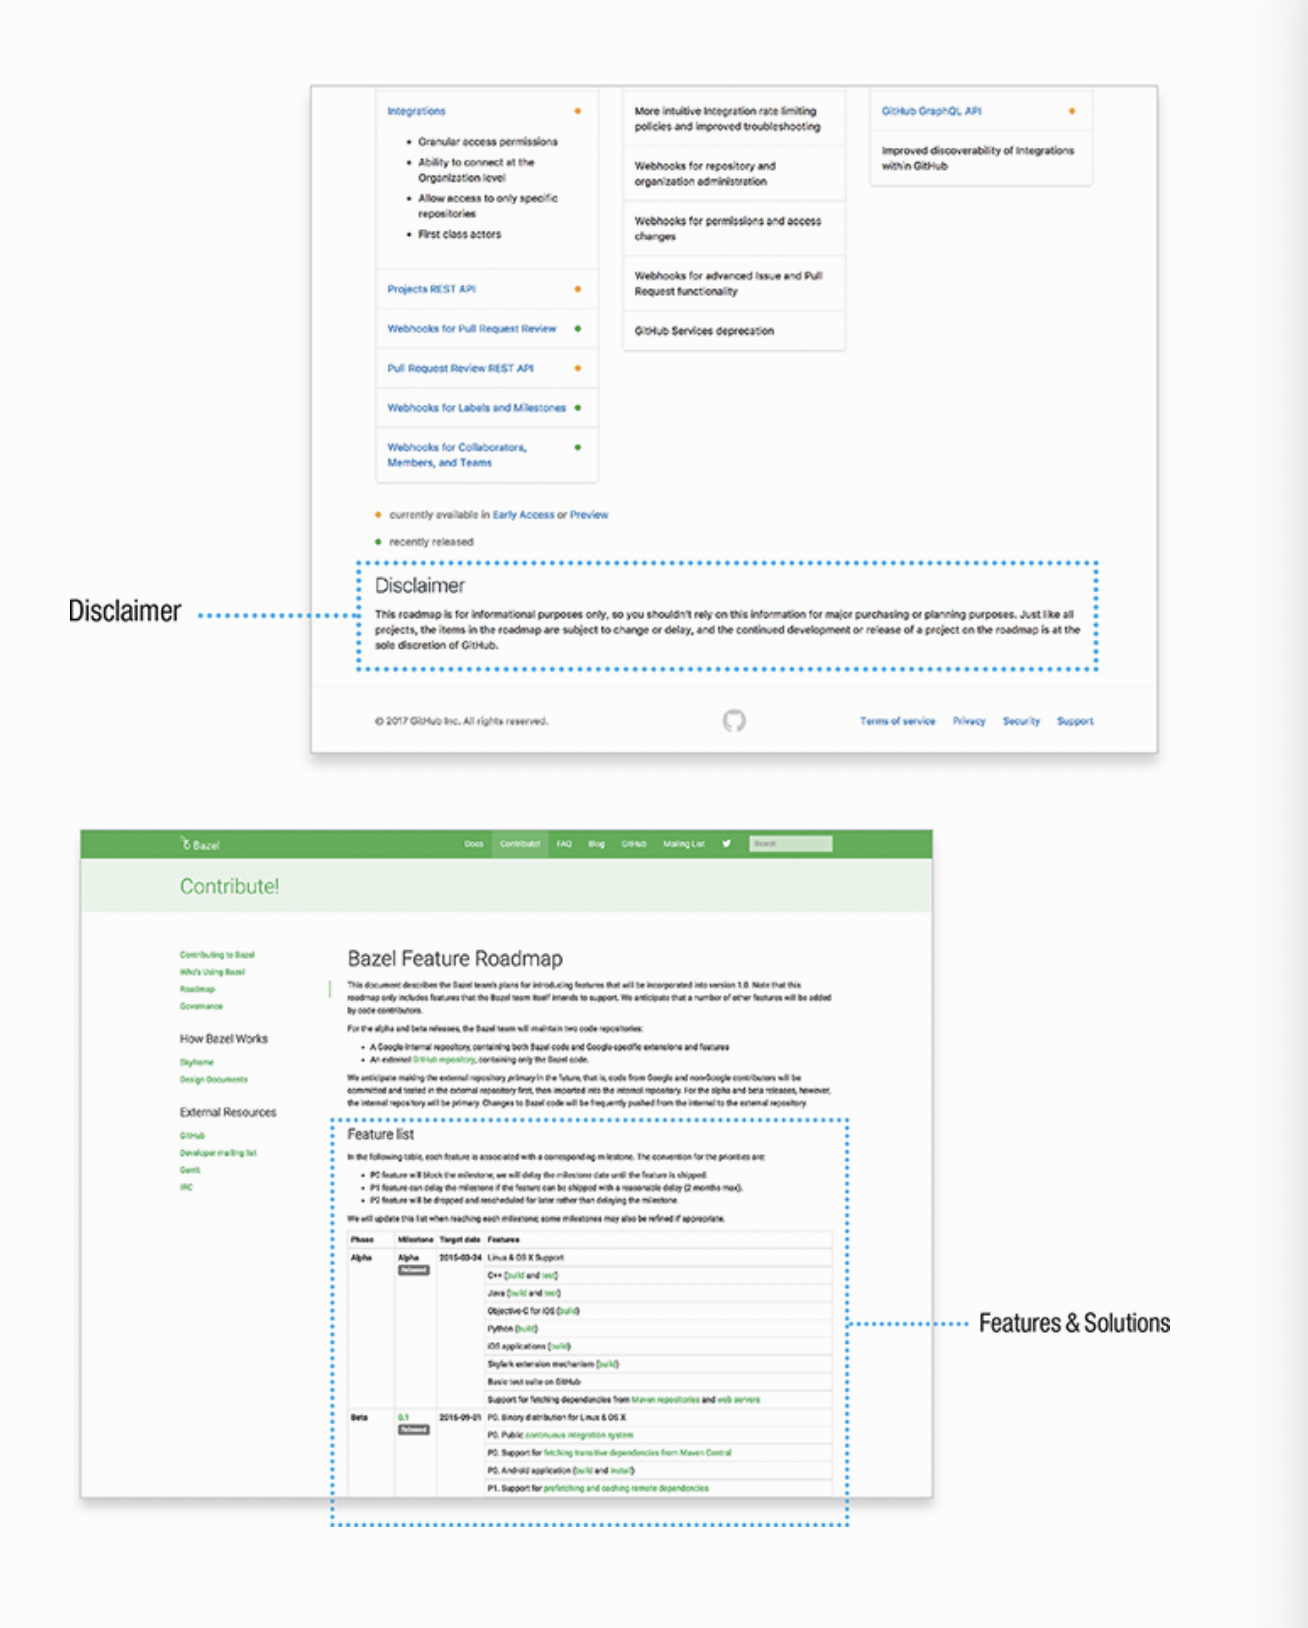 Integrations
• Granular access permissions
• Ability to connect at the
Organization level
• Allow access to only specific
repositories
• First class actors
Projects REST API
Webhooks for Pull Request Review
Pull Request Review REST API
Webhooks for Labels and Milestones
Webhooks for Collaborators,
Members, and Teams
More intuitive Integration rate limiting
policies and improved troubleshooting
Webhooks for repository and
organization administration
Webhooks for permissions and access
changes
Webhooks for advanced Issue and Pull
Request functionality
GitHub Services deprecation
GitHub GraphQL API
Improved discoverability of Integrations
within GitHub
currently available in Early Access or Preview
recently released
Disclaimer
Disclaimer
This roadmap is for informational purposes only, so you shouldn't rely on this information for major purchasing or planning purposes. Just like all
projects, the items in the roadmap are subject to change or delay, and the continued development or release of a project on the roadmap is at the
sole discretion of GitHub.
© 2017 GitHub Inc. All rights reserved.
Terms of service Privacy Security Support
Bazel
Docs Contribute! FAQ Blog GitHub Mailing List Search
Contribute!
Contributing to Bazel
Who's Using Bazel
Roadmap
Governance
How Bazel Works
Skyframe
Design Documents
External Resources
GitHub
Developer mailing list
Gerrit
IRC
Bazel Feature Roadmap
This document describes the Bazel team's plans for introducing features that will be incorporated into version 1.0. Note that this
roadmap only includes features that the Bazel team itself intends to support. We anticipate that a number of other features will be added
by code contributors.
For the alpha and beta releases, the Bazel team will maintain two code repositories:
• A Google-internal repository, containing both Bazel code and Google-specific extensions and features
• An external GitHub repository, containing only the Bazel code.
We anticipate making the external repository primary in the future, that is, code from Google and non-Google contributors will be
committed and tested in the external repository first, then imported into the internal repository. For the alpha and beta releases, however,
the internal repository will be primary. Changes to Bazel code will be frequently pushed from the internal to the external repository.
Feature list
In the following table, each feature is associated with a corresponding milestone. The convention for the priorities are:
• P0 feature will block the milestone; we will delay the milestone date until the feature is shipped.
• P1 feature can delay the milestone if the feature can be shipped with a reasonable delay (2 months max).
• P2 feature will be dropped and rescheduled for later rather than delaying the milestone.
We will update this list when reaching each milestone; some milestones may also be refined if appropriate.
Phase Milestone Target date Features
Alpha Alpha 2015-03-24 Linux & OS X Support
Released
C++ (build and test)
Java (build and test)
Objective-C for iOS (build)
Python (build)
iOS applications (build)
Skylark extension mechanism (build)
Basic test suite on GitHub
Support for fetching dependencies from Maven repositories and web servers
Beta 0.1 2015-09-01 P0. Binary distribution for Linux & OS X
Released
P0. Public continuous integration system
P0. Support for fetching transitive dependencies from Maven Central
P0. Android application (build and install)
P1. Support for prefetching and caching remote dependencies
Features & Solutions